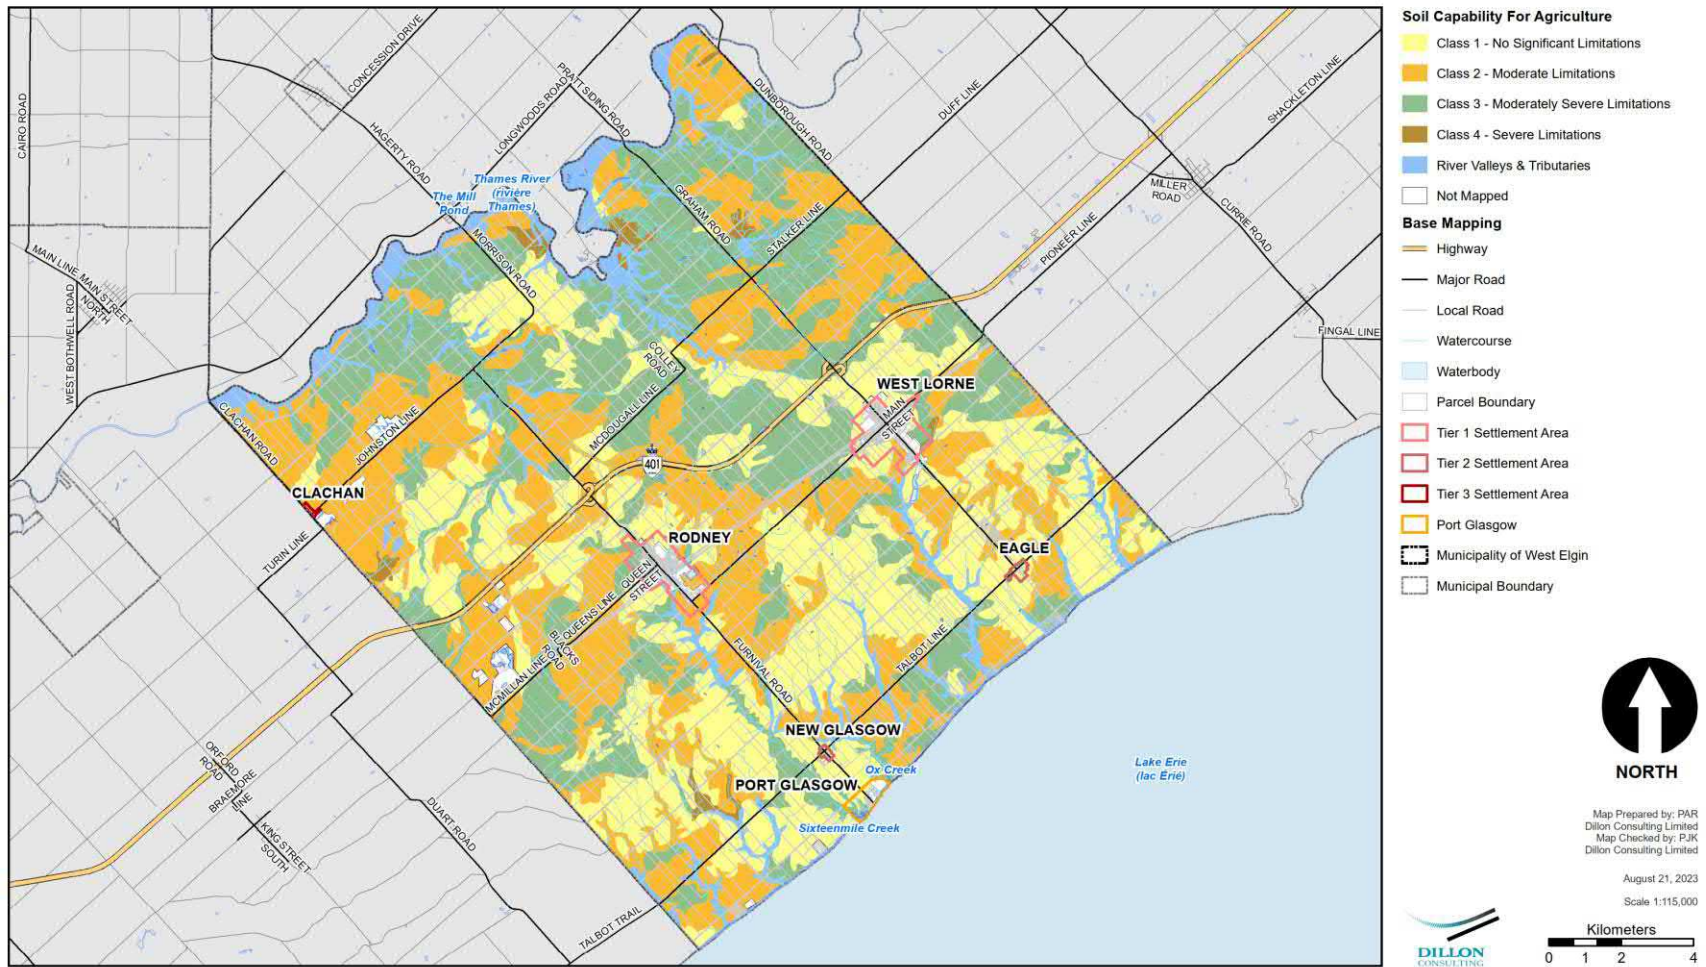 Soil Capability For Agriculture
Class 1 - No Significant Limitations
Class 2 - Moderate Limitations
Class 3 - Moderately Severe Limitations
Class 4 - Severe Limitations
River Valleys & Tributaries
Not Mapped
Base Mapping
Highway
Major Road
Local Road
Watercourse
Waterbody
Parcel Boundary
Tier 1 Settlement Area
Tier 2 Settlement Area
Tier 3 Settlement Area
Port Glasgow
Municipality of West Elgin
Municipal Boundary
NORTH
Map Prepared by: PAR
Dillon Consulting Limited
Map Checked by: PJK
Dillon Consulting Limited
August 21, 2023
Scale 1:115,000
Kilometers
0 1 2 4
DILLON
CONSULTING
CAIRO ROAD
CONCESSION DRIVE
HAGERTY ROAD
LONGWOODS ROAD
PRATT SIDING ROAD
DUNBOROUGH ROAD
DUFF LINE
SHACKLETON LINE
MILLER
ROAD
CURRIE ROAD
PIONEER LINE
FINGAL LINE
Thames River
(rivière
Thames)
The Mill
Pond
GRAHAM ROAD
STALKER LINE
MORRISON ROAD
MAIN LINE
MAIN STREET
NORTH
WEST BOTHWELL ROAD
COLLEY
ROAD
MCDOUGALL LINE
JOHNSTON LINE
CLACHAN ROAD
WEST LORNE
MAIN
STREET
401
CLACHAN
TURIN LINE
RODNEY
QUEEN
STREET
EAGLE
QUEENS LINE
BLACKS
ROAD
MCMILLAN LINE
FURNIVAL ROAD
TALBOT LINE
NEW GLASGOW
Ox Creek
PORT GLASGOW
Sixteenmile Creek
Lake Erie
(lac Érié)
ORFORD
ROAD
BRAEMORE
LINE
KING STREET
SOUTH
DUART ROAD
TALBOT TRAIL